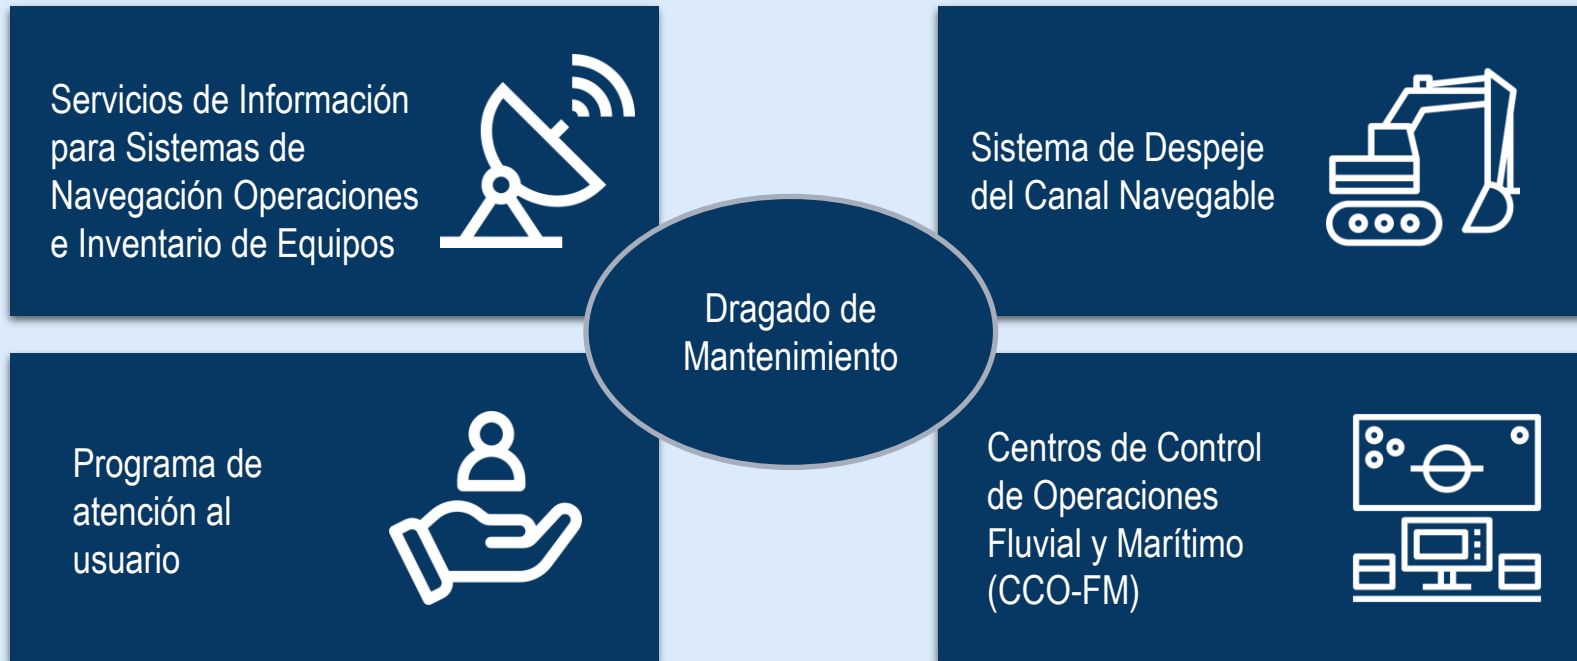 Servicios de Información
para Sistemas de
Navegación Operaciones
e Inventario de Equipos
Sistema de Despeje
del Canal Navegable
Dragado de
Mantenimiento
Programa de
atención al
usuario
Centros de Control
de Operaciones
Fluvial y Marítimo
(CCO-FM)